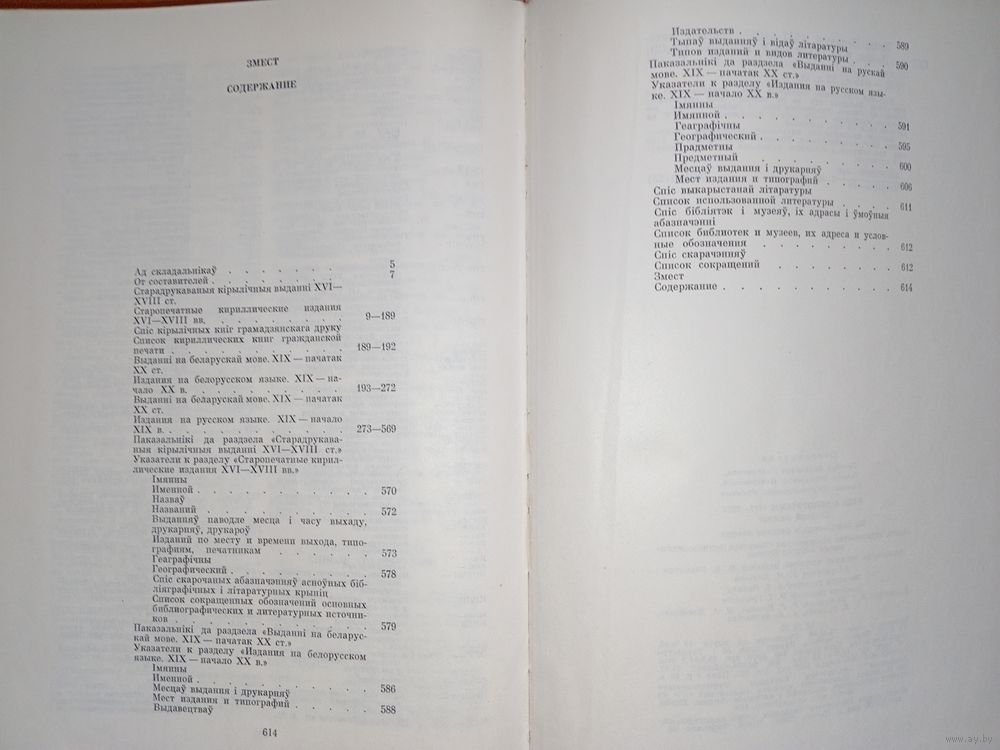 ЗМЕСТ
СОДЕРЖАНИЕ
Ад складальнікаў . . . . . . . 5
От составителей . . . . . . . . 7
Старадрукаваныя кірылічныя выданні XVI—
XVIII ст.
Старопечатные кириллические издания
XVI—XVIII вв. . . . . . . . . 9—189
Спіс кірылічных кніг грамадзянскага друку
Список кириллических книг гражданской
печати . . . . . . . . . . 189—192
Выданні на беларускай мове. XIX — пачатак
XX ст.
Издания на белорусском языке. XIX — на-
чало XX в. . . . . . . . . . 193—272
Выданні на беларускай мове. XIX — пачатак
XX ст.
Издания на русском языке. XIX — начало
XIX в. . . . . . . . . . . 273—569
Паказальнікі да раздзела «Старадрукава-
ныя кірылічныя выданні XVI—XVIII ст.»
Указатели к разделу «Старопечатные кирил-
лические издания XVI—XVIII вв.»
Імянны
Именной . . . . . . . . . . 570
Назваў
Названий . . . . . . . . . 572
Выданняў паводле месца і часу выхаду,
друкарняў, друкароў
Изданий по месту и времени выхода, типо-
графиям, печатникам . . . . . . 573
Геаграфічны
Географический . . . . . . . . 578
Спіс скарочаных абазначэнняў асноўных біб-
ліяграфічных і літаратурных крыніц
Список сокращенных обозначений основных
библиографических и литературных источни-
ков . . . . . . . . . . . . 579
Паказальнікі да раздзела «Выданні на беларус-
кай мове. XIX — пачатак XX ст.»
Указатели к разделу «Издания на белорусском
языке. XIX — начало XX в.»
Імянны
Именной . . . . . . . . . . 586
Месцаў выдання і друкарняў
Мест издания и типографий . . . . . 588
Выдавецтваў
614
Издательств . . . . . . . . . 589
Тыпаў выданняў і відаў літаратуры
Типов изданий и видов литературы . . . 590
Паказальнікі да раздзела «Выданні на рускай
мове. XIX — пачатак XX ст.»
Указатели к разделу «Издания на русском язы-
ке. XIX — начало XX в.»
Імянны
Именной . . . . . . . . . . 591
Геаграфічны
Географический . . . . . . . . 595
Прадметны
Предметный . . . . . . . . 600
Месцаў выдання і друкарняў
Мест издания и типографий . . . . . 606
Спіс выкарыстанай літаратуры
Список использованной литературы . . . . 611
Спіс бібліятэк і музеяў, іх адрасы і ўмоўныя
абазначэнні
Список библиотек и музеев, их адреса и услов-
ные обозначения . . . . . . . . 612
Спіс скарачэнняў
Список сокращений . . . . . . . 612
Змест
Содержание . . . . . . . . . . 614
www.ay.by